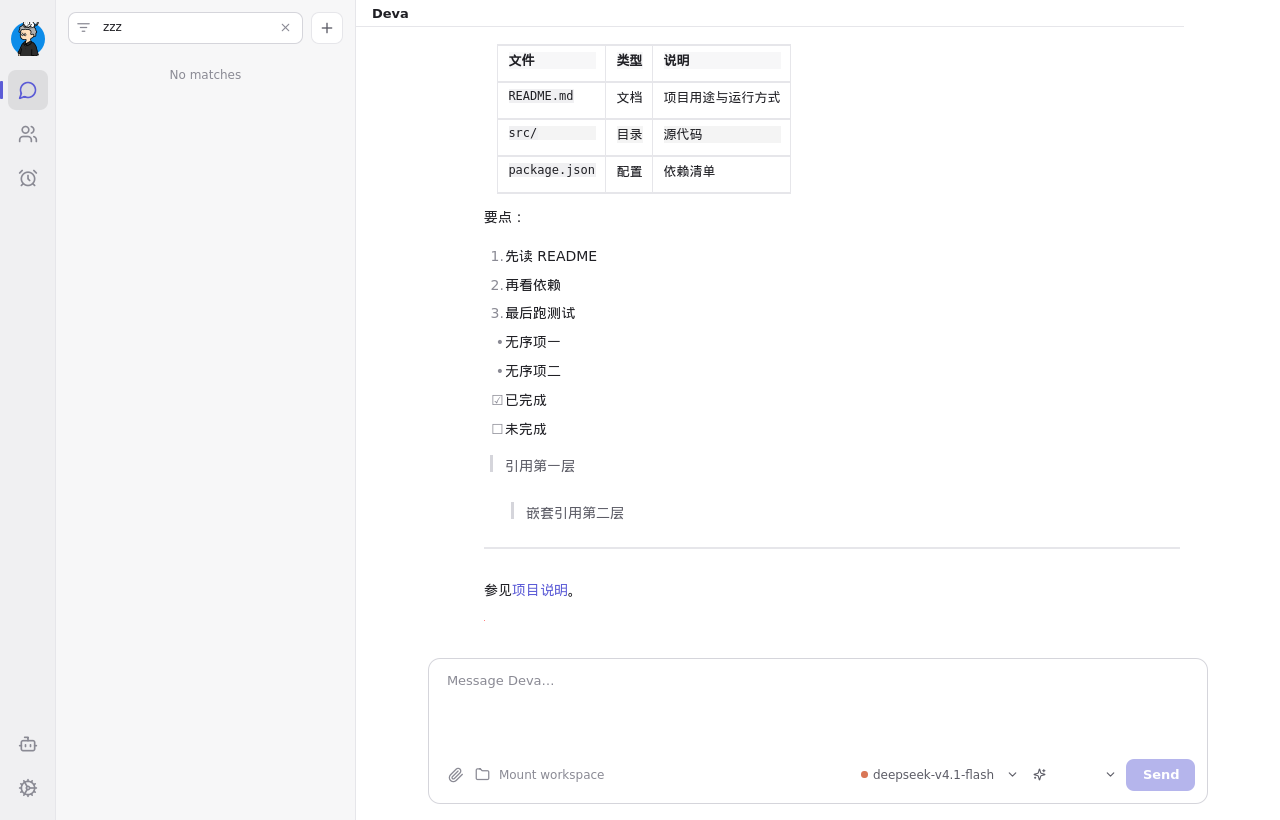 zzz
No matches
Deva
文件 类型 说明
README.md 文档 项目用途与运行方式
src/ 目录 源代码
package.json 配置 依赖清单
要点：
1. 先读 README
2. 再看依赖
3. 最后跑测试
• 无序项一
• 无序项二
☑ 已完成
☐ 未完成
引用第一层
嵌套引用第二层
参见项目说明。
Message Deva...
Mount workspace
deepseek-v4.1-flash
Send